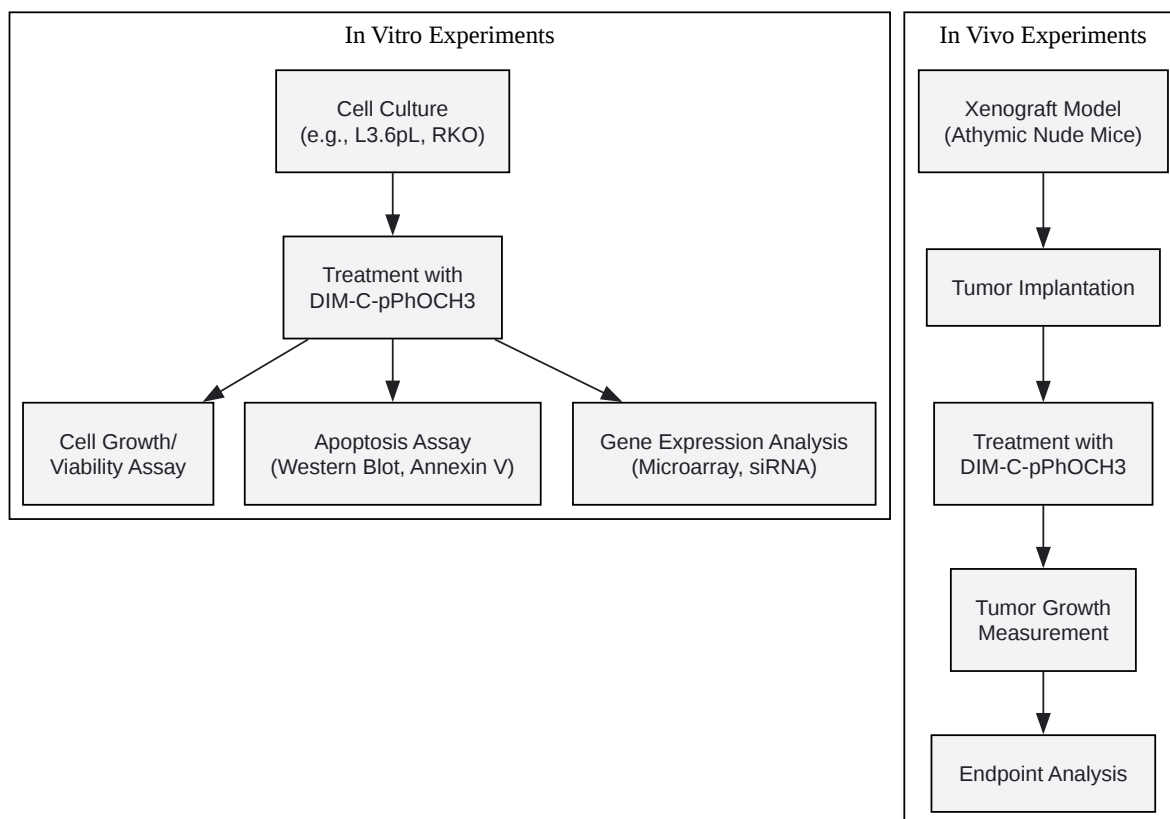 In Vitro Experiments
Cell Culture
(e.g., L3.6pL, RKO)
Treatment with
DIM-C-pPhOCH3
Cell Growth/
Viability Assay
Apoptosis Assay
(Western Blot, Annexin V)
Gene Expression Analysis
(Microarray, siRNA)
In Vivo Experiments
Xenograft Model
(Athymic Nude Mice)
Tumor Implantation
Treatment with
DIM-C-pPhOCH3
Tumor Growth
Measurement
Endpoint Analysis